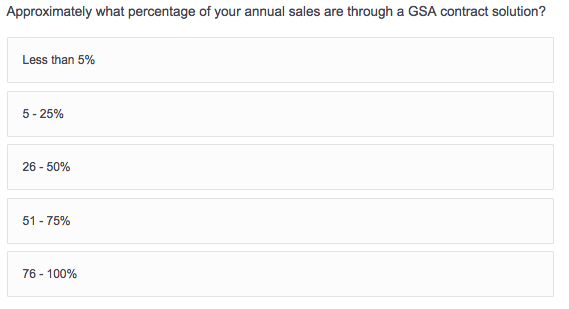 Approximately what percentage of your annual sales are through a GSA contract solution?
Less than 5%
5 - 25%
26 - 50%
51 - 75%
76 - 100%